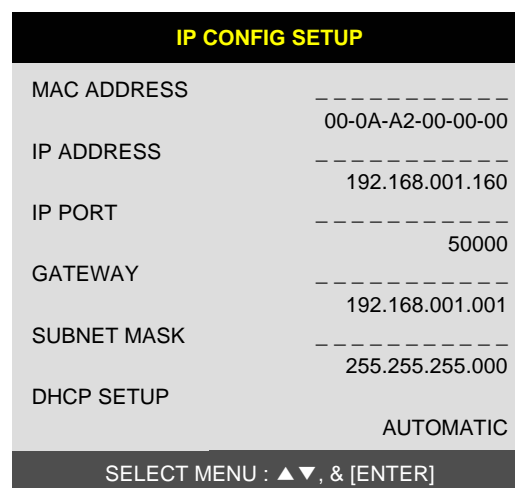 IP CONFIG SETUP
MAC ADDRESS _ _ _ _ _ _ _ _ _ _ _
00-0A-A2-00-00-00
IP ADDRESS _ _ _ _ _ _ _ _ _ _ _
192.168.001.160
IP PORT _ _ _ _ _ _ _ _ _ _ _
50000
GATEWAY _ _ _ _ _ _ _ _ _ _ _
192.168.001.001
SUBNET MASK _ _ _ _ _ _ _ _ _ _ _
255.255.255.000
DHCP SETUP
AUTOMATIC
SELECT MENU : ▲▼, & [ENTER]